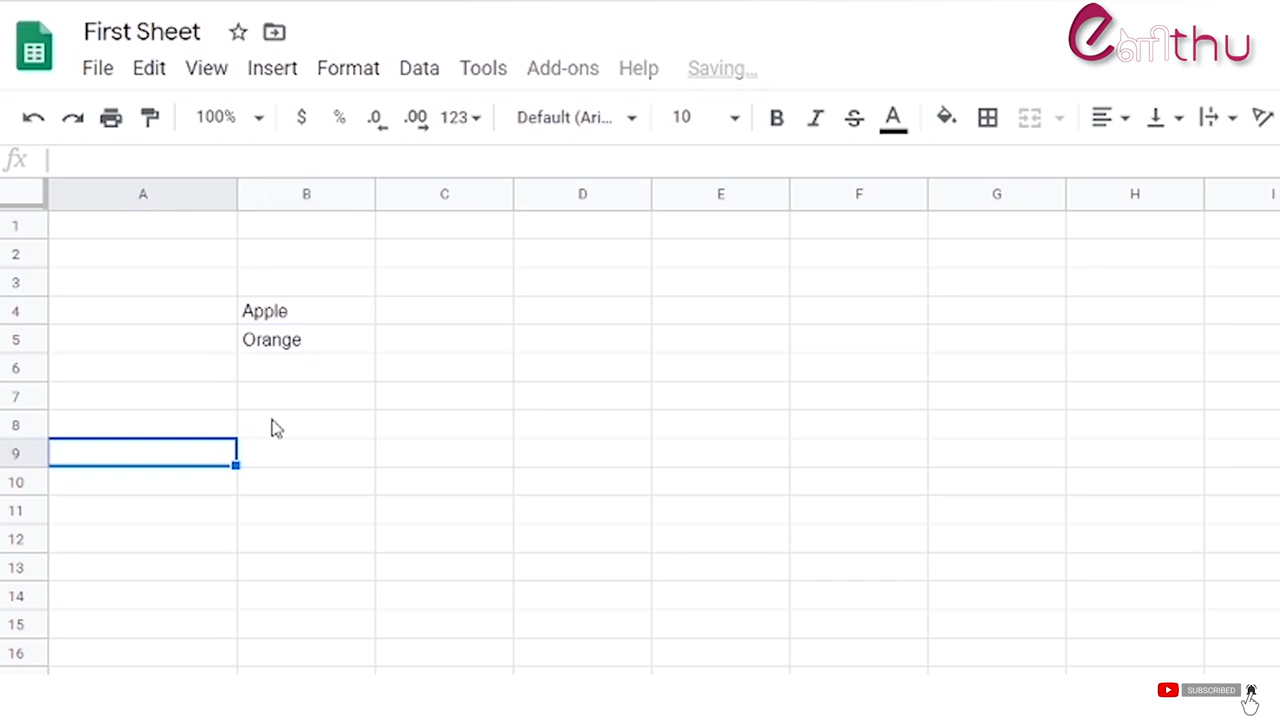 First Sheet
eளிthu
File Edit View Insert Format Data Tools Add-ons Help Saving...
100% $ % .0 .00 123 Default (Ari... 10 B I S A
fx
A B C D E F G H I
1
2
3
4 Apple
5 Orange
6
7
8
9
10
11
12
13
14
15
16
SUBSCRIBED